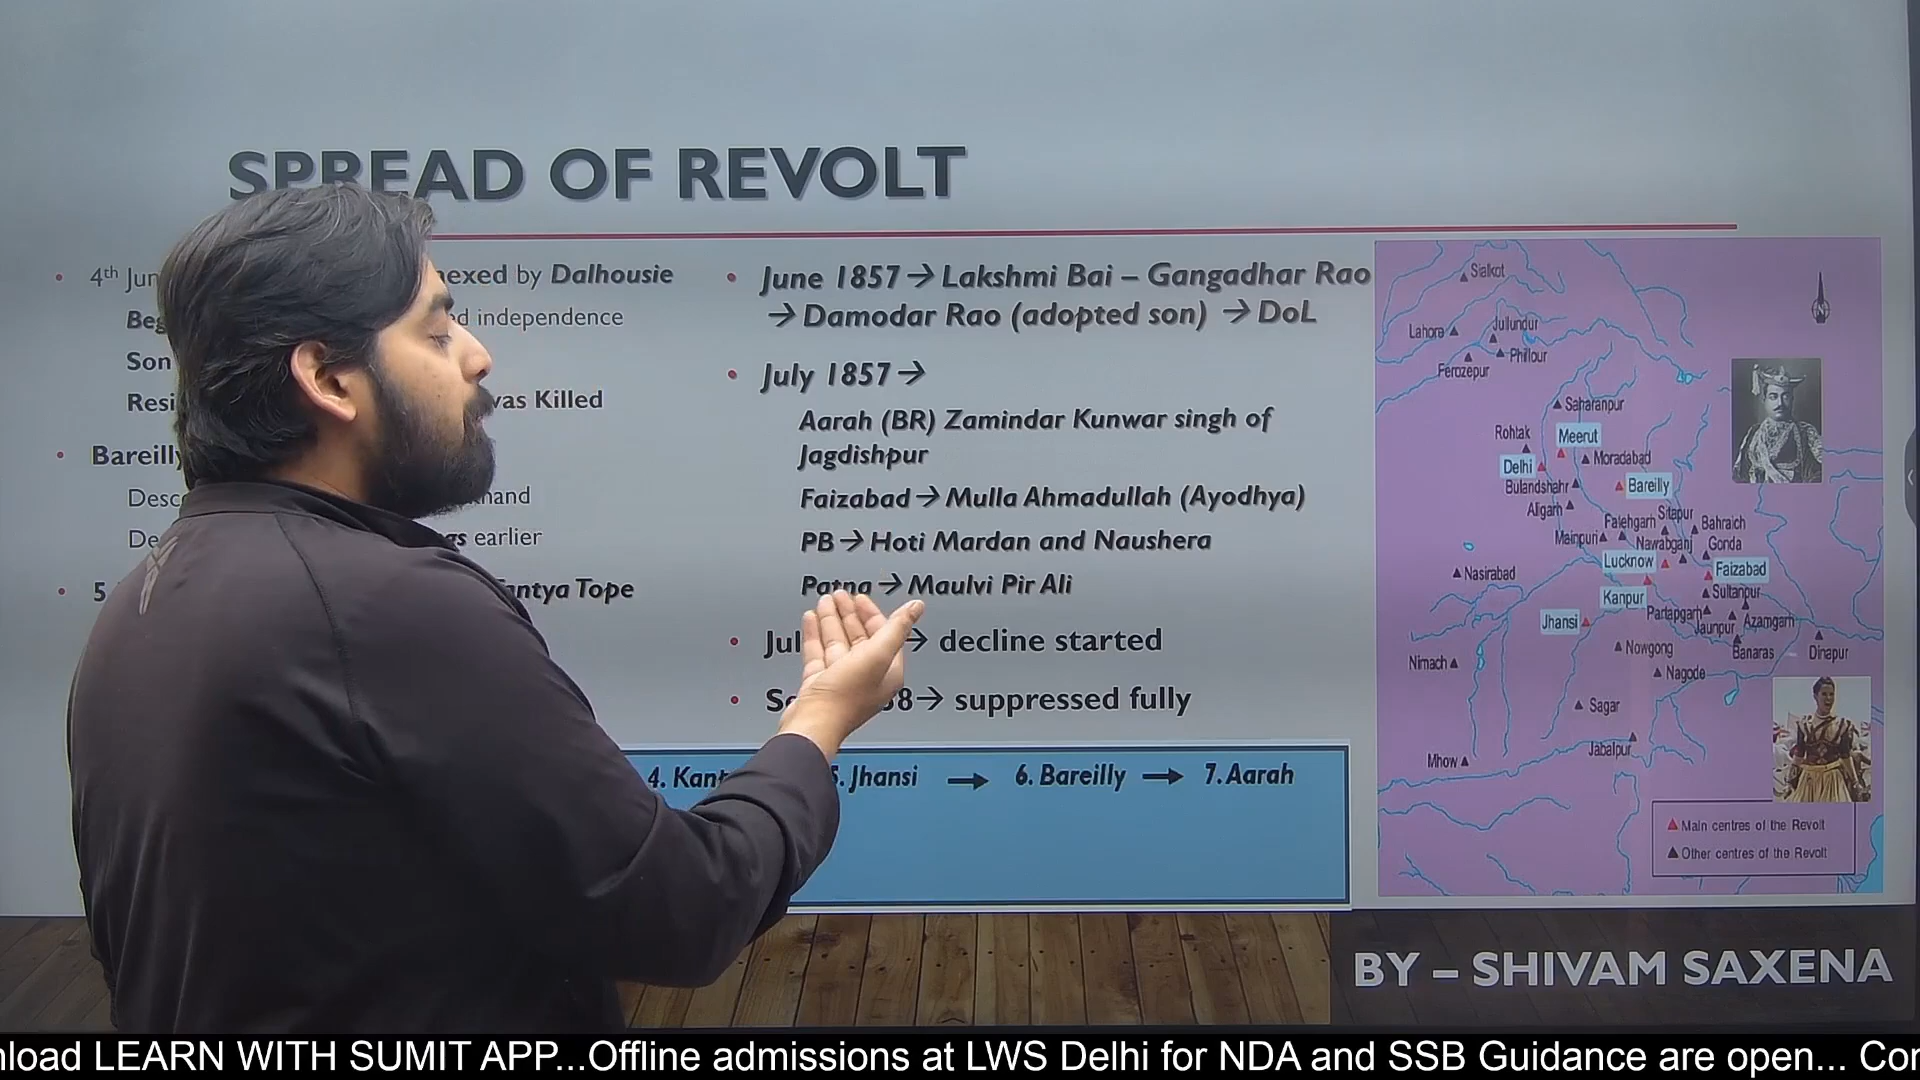 SPREAD OF REVOLT
• 4th Jun
exed by Dalhousie
Beg
d independence
Son
Resi
was Killed
• Bareilly
Desc
hand
De
gs earlier
• 5
antya Tope
• June 1857→ Lakshmi Bai – Gangadhar Rao
→ Damodar Rao (adopted son) → DoL
• July 1857→
Aarah (BR) Zamindar Kunwar singh of
Jagdishpur
Faizabad→ Mulla Ahmadullah (Ayodhya)
PB→ Hoti Mardan and Naushera
Patna→ Maulvi Pir Ali
• Jul
→ decline started
• Se
58→ suppressed fully
4. Kan
5. Jhansi → 6. Bareilly → 7. Aarah
Sialkot
Lahore
Jullundur
Phillour
Ferozepur
Saharanpur
Rohtak
Meerut
Delhi
Moradabad
Bulandshahr
Bareilly
Aligarh
Sitapur
Fatehgarh
Bahraich
Mainpuri
Nawabganj
Gonda
Lucknow
Faizabad
Nasirabad
Kanpur
Sultanpur
Partapgarh
Jhansi
Jaunpur
Azamgarh
Nowgong
Banaras
Dinapur
Nimach
Nagode
Sagar
Jabalpur
Mhow
Main centres of the Revolt
Other centres of the Revolt
BY – SHIVAM SAXENA
nload LEARN WITH SUMIT APP...Offline admissions at LWS Delhi for NDA and SSB Guidance are open... Con